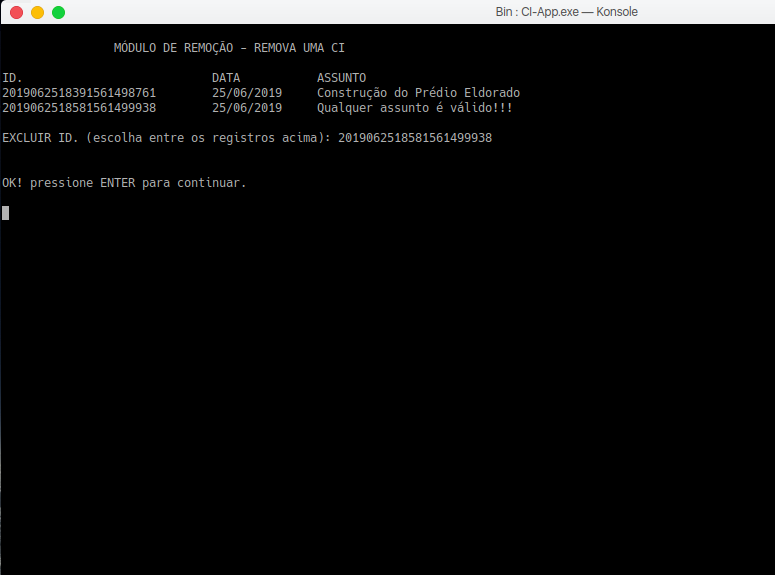 Bin : CI-App.exe — Konsole
MÓDULO DE REMOÇÃO - REMOVA UMA CI
ID. DATA ASSUNTO
2019062518391561498761 25/06/2019 Construção do Prédio Eldorado
2019062518581561499938 25/06/2019 Qualquer assunto é válido!!!
EXCLUIR ID. (escolha entre os registros acima): 2019062518581561499938
OK! pressione ENTER para continuar.